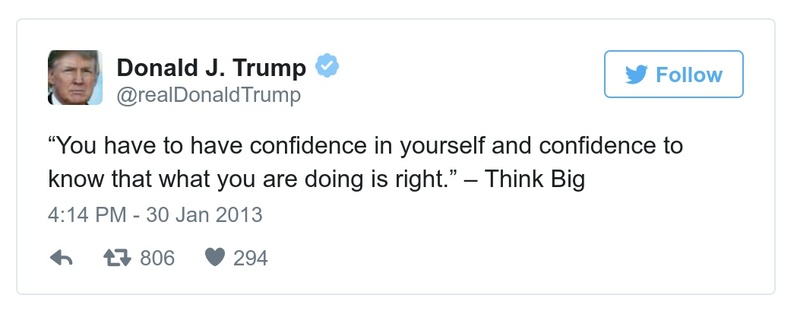 Donald J. Trump
@realDonaldTrump
Follow
“You have to have confidence in yourself and confidence to
know that what you are doing is right.” – Think Big
4:14 PM - 30 Jan 2013
806 294